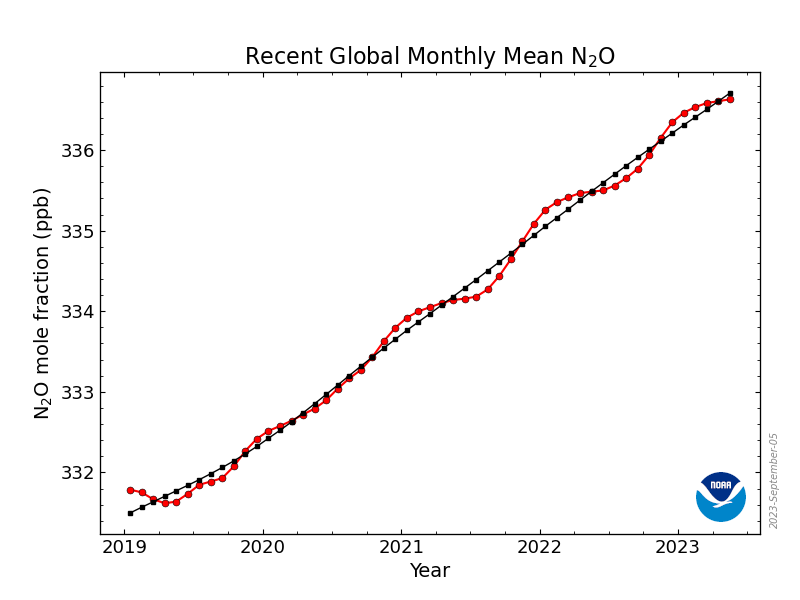 Recent Global Monthly Mean N₂O
N₂O mole fraction (ppb)
336
335
334
333
332
2019 2020 2021 2022 2023
Year
NOAA
2023-September-05